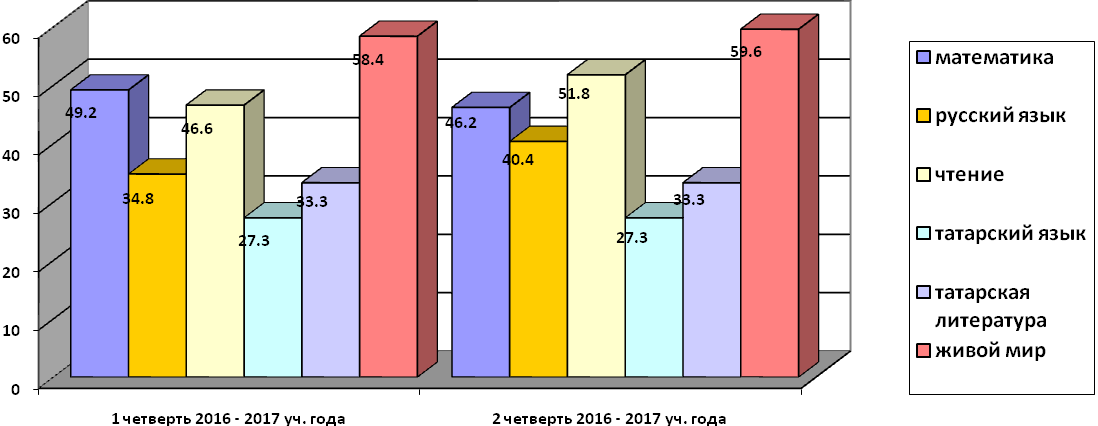 60
50
40
30
20
10
0
49.2
34.8
46.6
27.3
33.3
58.4
46.2
40.4
51.8
27.3
33.3
59.6
1 четверть 2016 - 2017 уч. года
2 четверть 2016 - 2017 уч. года
математика
русский язык
чтение
татарский язык
татарская
литература
живой мир